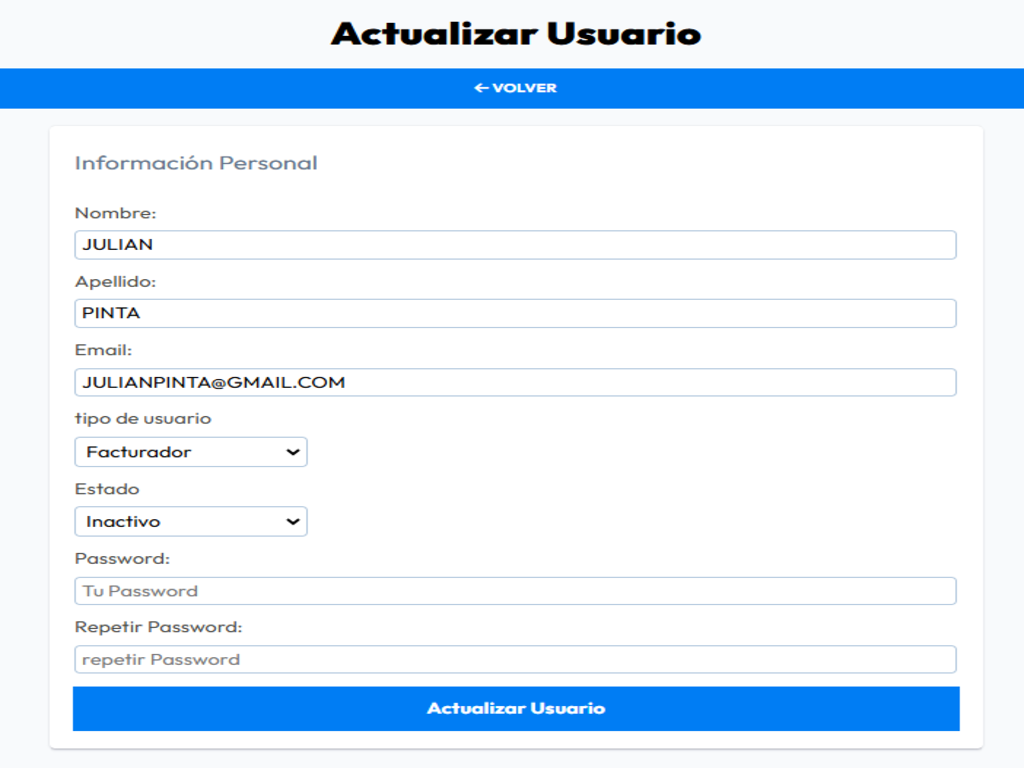 Actualizar Usuario
← VOLVER
Información Personal
Nombre:
JULIAN
Apellido:
PINTA
Email:
JULIANPINTA@GMAIL.COM
tipo de usuario
Facturador
Estado
Inactivo
Password:
Tu Password
Repetir Password:
repetir Password
Actualizar Usuario